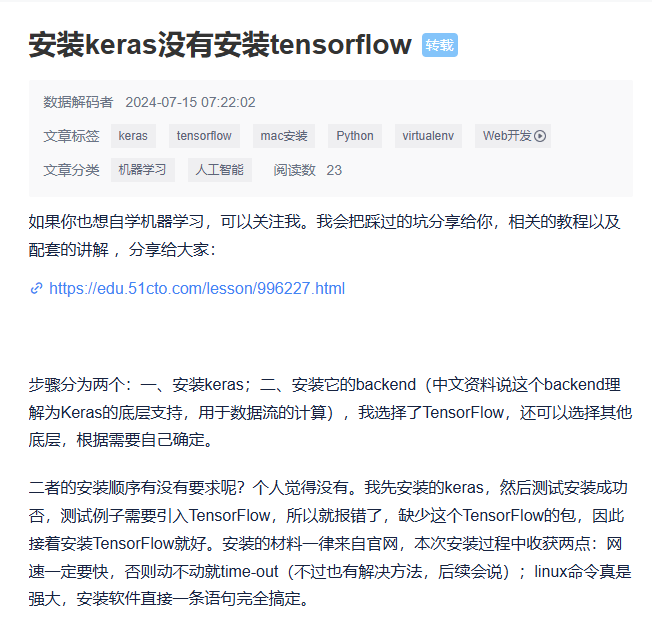 安装keras没有安装tensorflow 转载
数据解码者 2024-07-15 07:22:02
文章标签 keras tensorflow mac安装 Python virtualenv Web开发
文章分类 机器学习 人工智能 阅读数 23
如果你也想自学机器学习，可以关注我。我会把踩过的坑分享给你，相关的教程以及
配套的讲解 ，分享给大家：
https://edu.51cto.com/lesson/996227.html
步骤分为两个：一、安装keras；二、安装它的backend（中文资料说这个backend理
解为Keras的底层支持，用于数据流的计算），我选择了TensorFlow，还可以选择其他
底层，根据需要自己确定。
二者的安装顺序有没有要求呢？个人觉得没有。我先安装的keras，然后测试安装成功
否，测试例子需要引入TensorFlow，所以就报错了，缺少这个TensorFlow的包，因此
接着安装TensorFlow就好。安装的材料一律来自官网，本次安装过程中收获两点：网
速一定要快，否则动不动就time-out（不过也有解决方法，后续会说）；linux命令真是
强大，安装软件直接一条语句完全搞定。